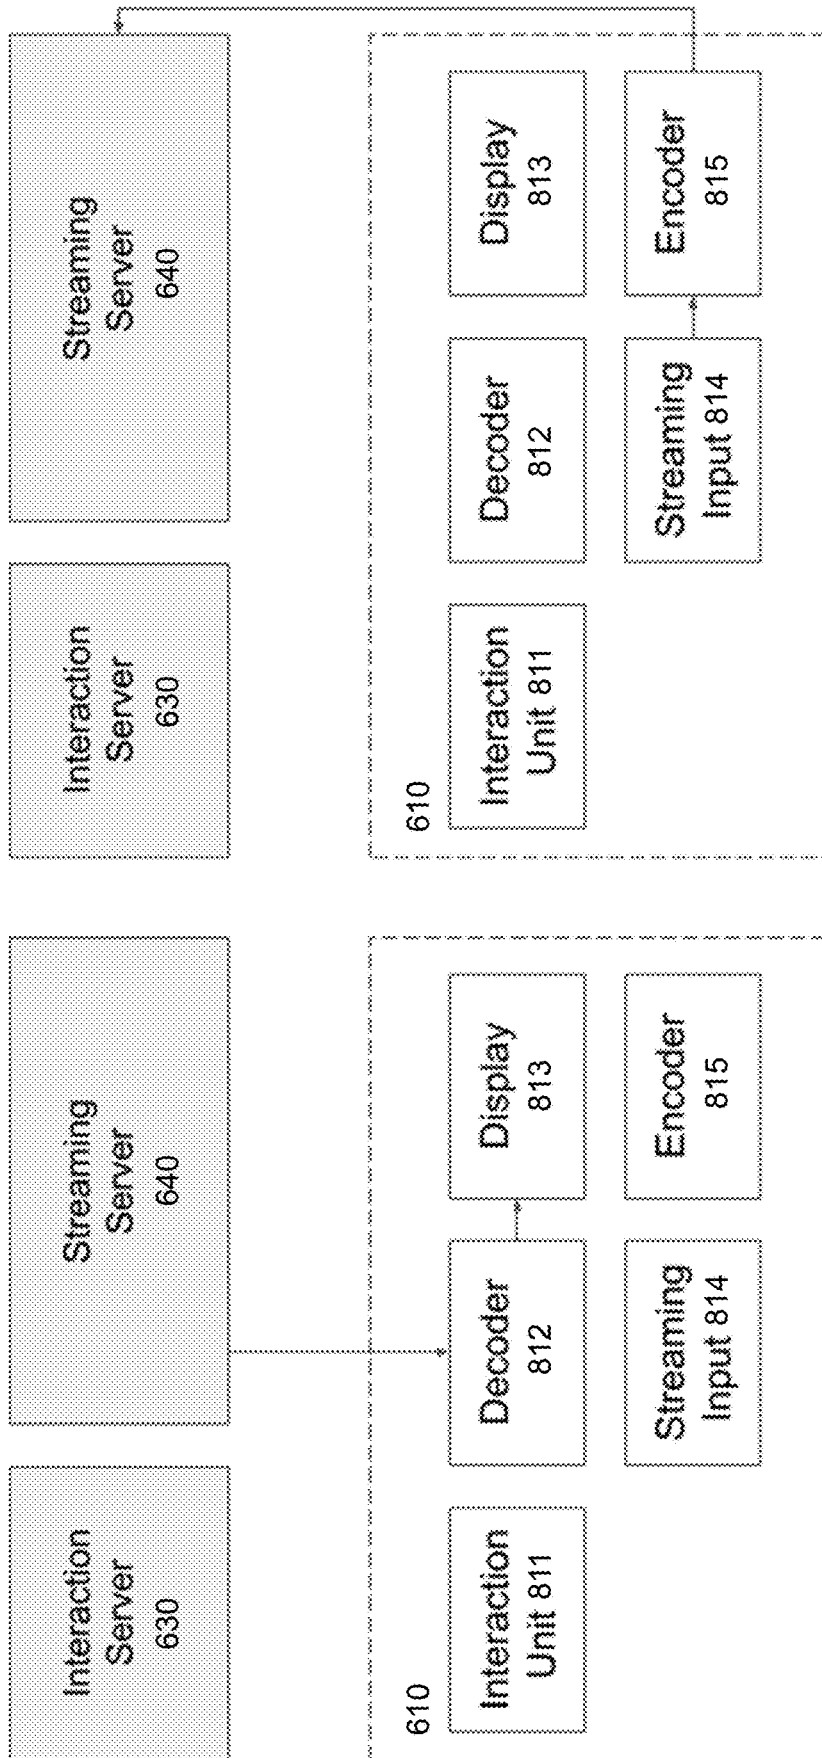 Interaction
Server
630
Streaming
Server
640
610
Interaction
Unit 811
Decoder
812
Display
813
Streaming
Input 814
Encoder
815
Interaction
Server
630
Streaming
Server
640
610
Interaction
Unit 811
Decoder
812
Display
813
Streaming
Input 814
Encoder
815